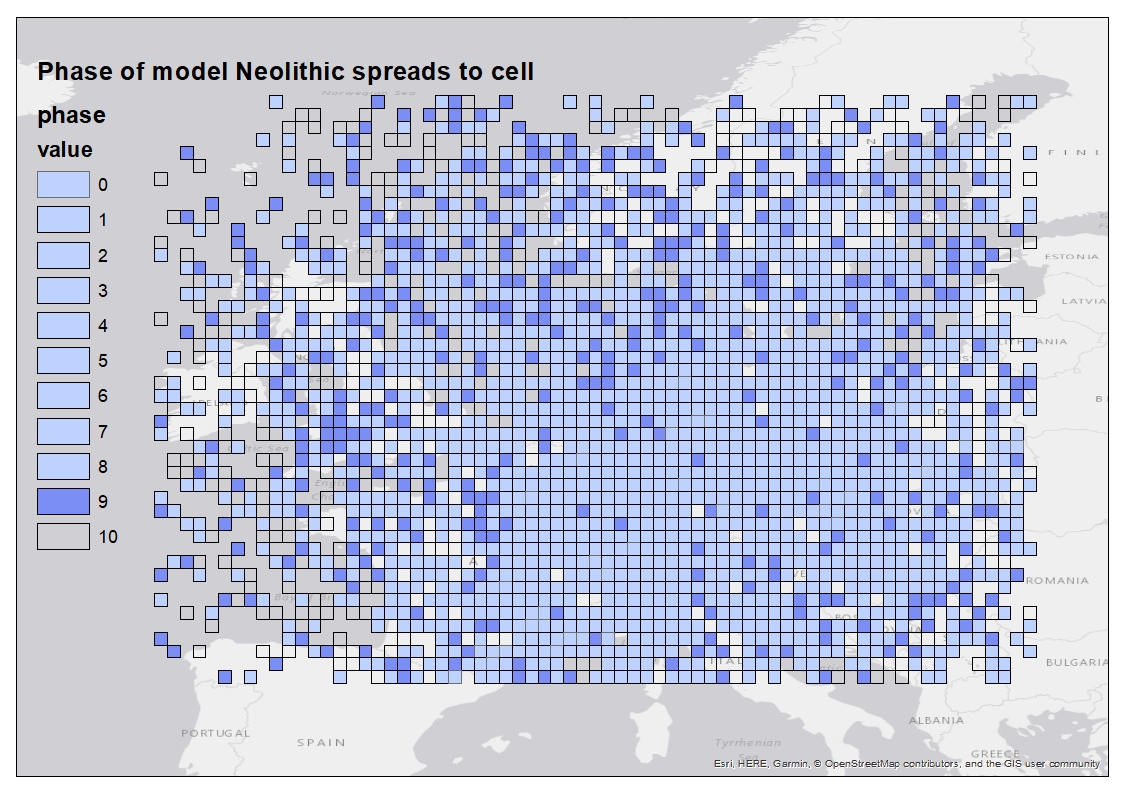 Phase of model Neolithic spreads to cell
Norwegian Sea
phase
value
0
1
2
3
4
5
6
7
8
9
10
FINL
ESTONIA
LATVIA
ROMANIA
BULGARIA
ITAL
PORTUGAL
SPAIN
ALBANIA
Tyrrhenian
Sea
GREECE
Esri, HERE, Garmin, © OpenStreetMap contributors, and the GIS user community